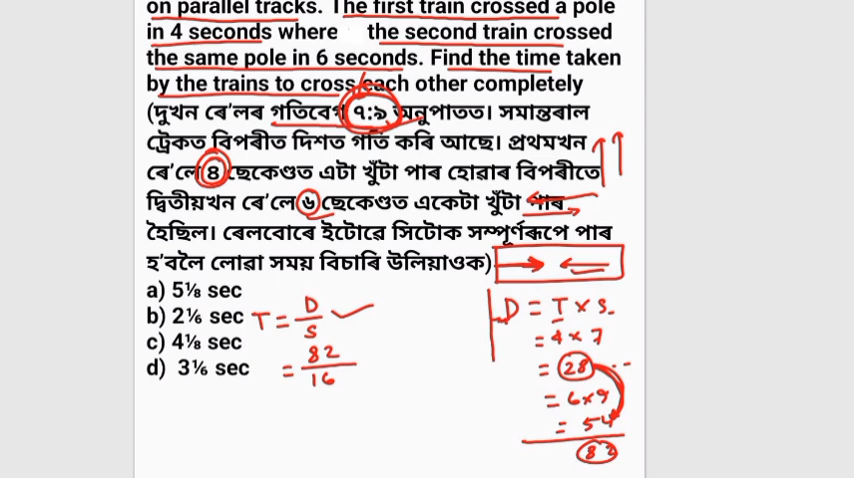 on parallel tracks. The first train crossed a pole
in 4 seconds where the second train crossed
the same pole in 6 seconds. Find the time taken
by the trains to cross each other completely
(দুখন ৰে'লৰ গতিবেগ ৭:৯ অনুপাতত। সমান্তৰাল
ট্ৰেকত বিপৰীত দিশত গতি কৰি আছে। প্ৰথমখন
ৰে'লে ৪ ছেকেণ্ডত এটা খুঁটা পাৰ হোৱাৰ বিপৰীতে
দ্বিতীয়খন ৰে'লে ৬ ছেকেণ্ডত একেটা খুঁটা পাৰ
হৈছিল। ৰেলবোৰে ইটোৱে সিটোক সম্পূৰ্ণৰূপে পাৰ
হ'বলৈ লোৱা সময় বিচাৰি উলিয়াওক)
a) 5⅛ sec
b) 2⅙ sec
c) 4⅛ sec
d) 3⅙ sec
T = D/S
= 82/16
D = T × S.
= 4 × 7
= 28
= 6×9
= 54
82